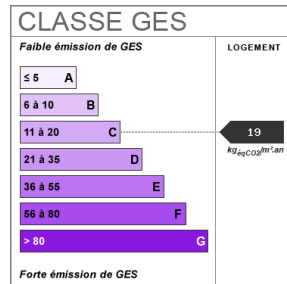 CLASSE GES
Faible émission de GES
LOGEMENT
≤ 5 A
6 à 10 B
11 à 20 C
19
kgéqCO2/m².an
21 à 35 D
36 à 55 E
56 à 80 F
> 80 G
Forte émission de GES